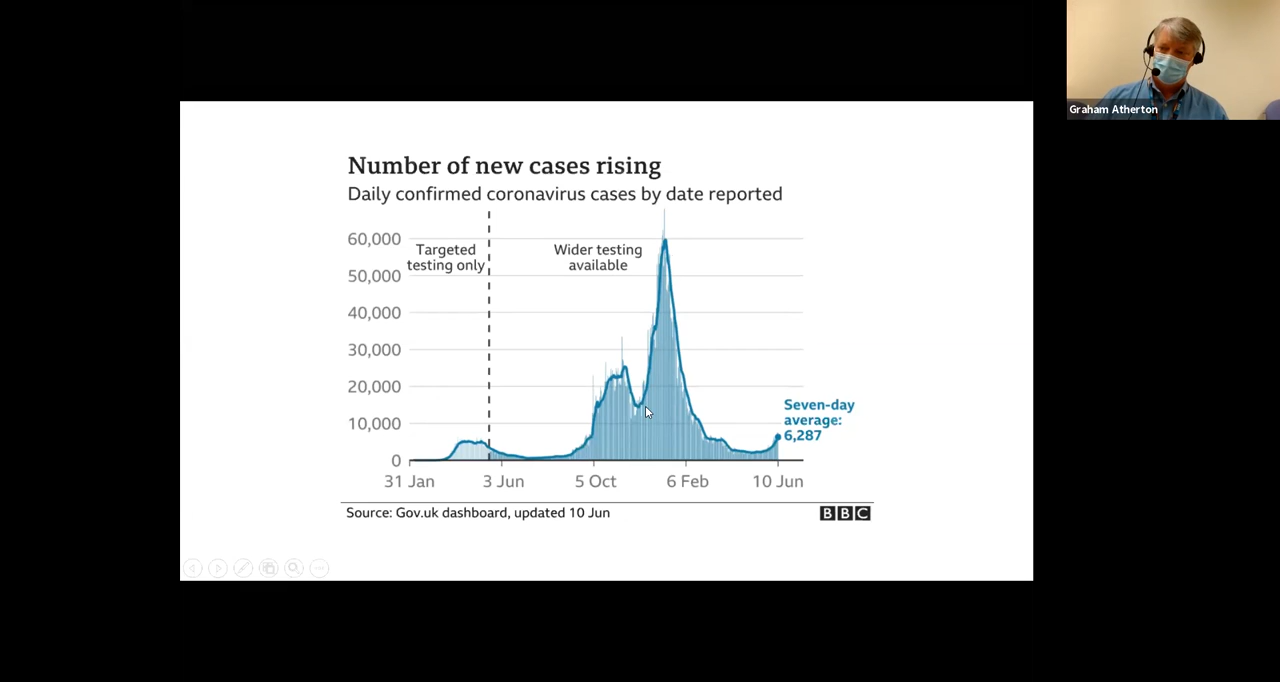 Graham Atherton
Number of new cases rising
Daily confirmed coronavirus cases by date reported
60,000
50,000
40,000
30,000
20,000
10,000
0
Targeted
testing only
Wider testing
available
Seven-day
average:
6,287
31 Jan
3 Jun
5 Oct
6 Feb
10 Jun
Source: Gov.uk dashboard, updated 10 Jun
BBC